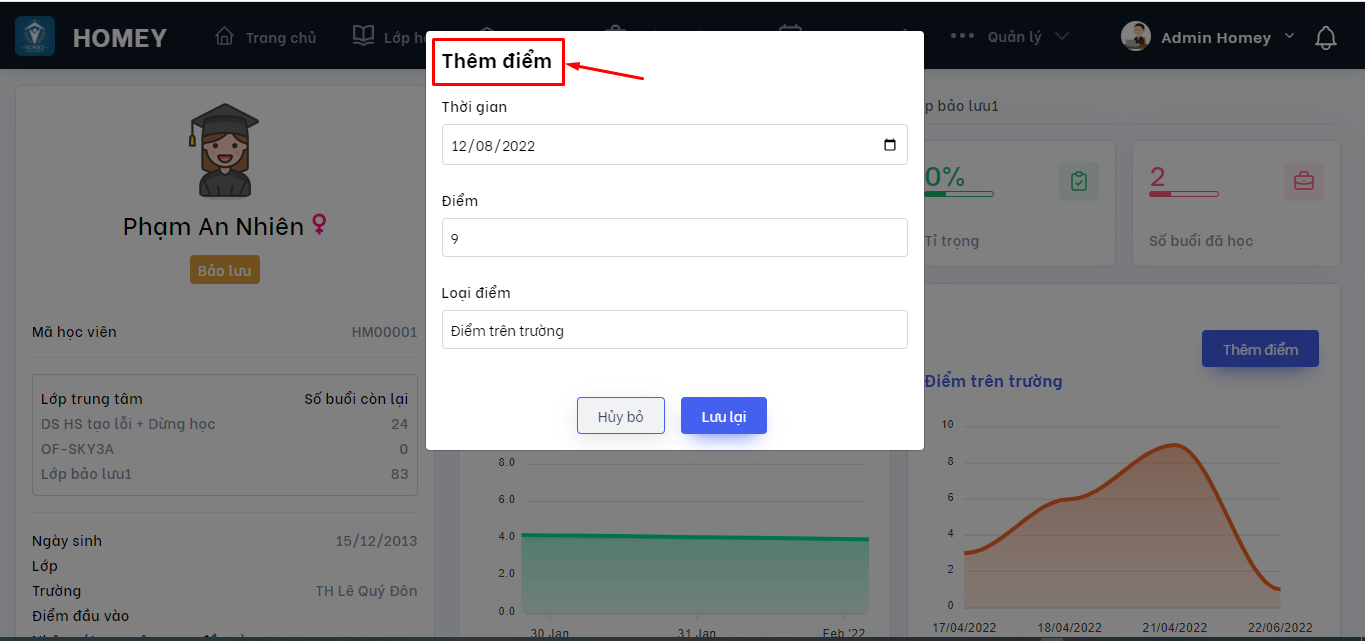 HOMEY
Trang chủ
Lớp h
Quản lý
Admin Homey
Thêm điểm
Thời gian
12/08/2022
Điểm
9
Loại điểm
Điểm trên trường
Hủy bỏ
Lưu lại
Phạm An Nhiên
Bảo lưu
Mã học viên HM00001
Lớp trung tâm Số buổi còn lại
DS HS tạo lỗi + Dừng học 24
OF-SKY3A 0
Lớp bảo lưu1 83
Ngày sinh 15/12/2013
Lớp
Trường TH Lê Quý Đôn
Điểm đầu vào
p bảo lưu1
0%
Tỉ trọng
2
Số buổi đã học
Thêm điểm
Điểm trên trường
10
8
6
4
2
0
17/04/2022 18/04/2022 21/04/2022 22/06/2022
8.0
6.0
4.0
2.0
0.0
30 Jan 31 Jan Feb '22